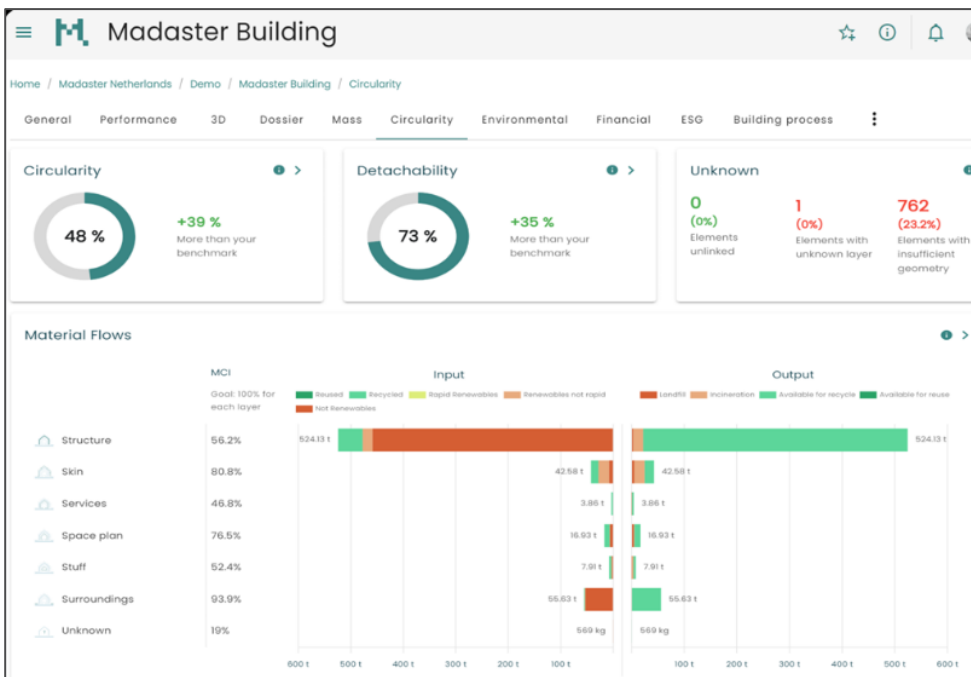 Madaster Building
Home / Madaster Netherlands / Demo / Madaster Building / Circularity
General Performance 3D Dossier Mass Circularity Environmental Financial ESG Building process
Circularity
48 %
+39 %
More than your
benchmark
Detachability
73 %
+35 %
More than your
benchmark
Unknown
0
(0%)
Elements
unlinked
1
(0%)
Elements with
unknown layer
762
(23.2%)
Elements with
insufficient
geometry
Material Flows
MCI
Goal: 100% for
each layer
Input
Reused Recycled Rapid Renewables Renewables not rapid
Not Renewables
Output
Landfill Incineration Available for recycle Available for reuse
Structure 56.2% 524.13 t 524.13 t
Skin 80.8% 42.58 t 42.58 t
Services 46.8% 3.86 t 3.86 t
Space plan 76.5% 16.93 t 16.93 t
Stuff 52.4% 7.91 t 7.91 t
Surroundings 93.9% 55.63 t 55.63 t
Unknown 19% 569 kg 569 kg
600 t 500 t 400 t 300 t 200 t 100 t 100 t 200 t 300 t 400 t 500 t 600 t